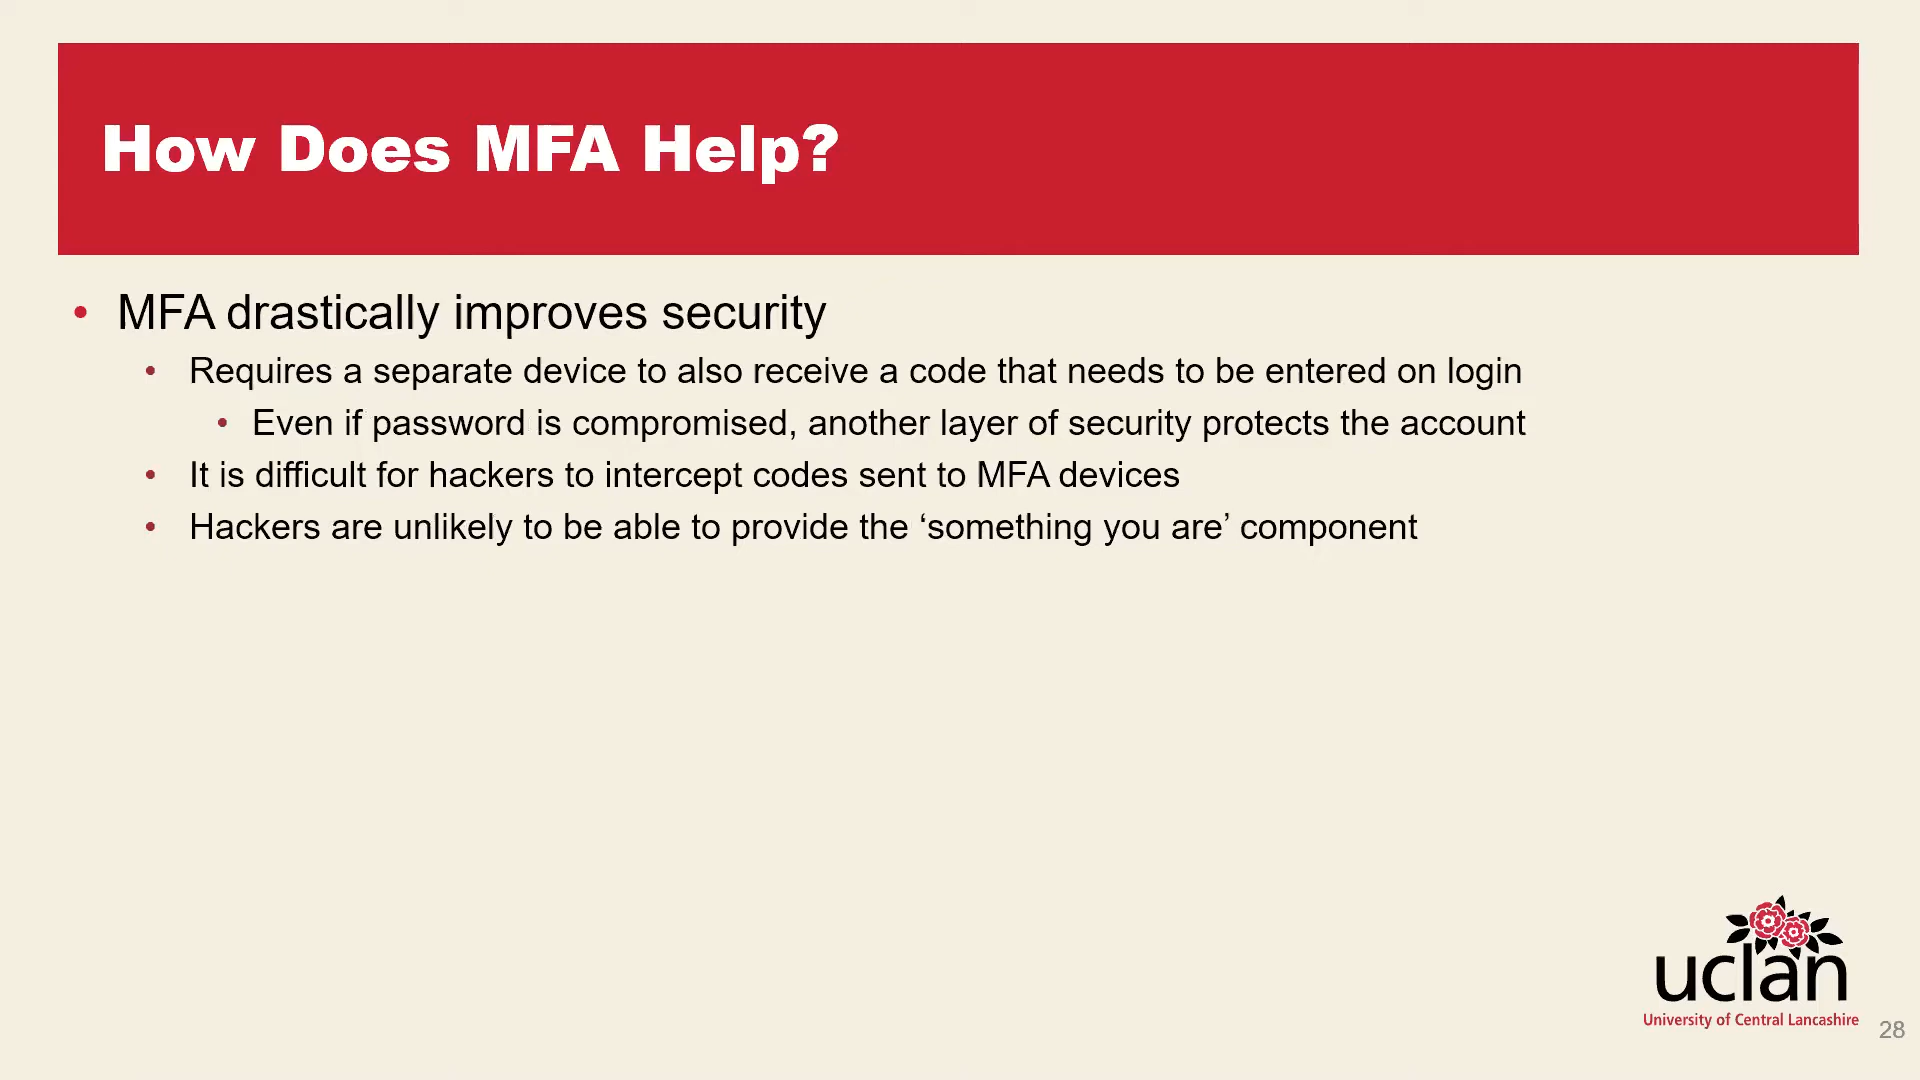 How Does MFA Help?
• MFA drastically improves security
• Requires a separate device to also receive a code that needs to be entered on login
• Even if password is compromised, another layer of security protects the account
• It is difficult for hackers to intercept codes sent to MFA devices
• Hackers are unlikely to be able to provide the ‘something you are’ component
uclan
University of Central Lancashire
28